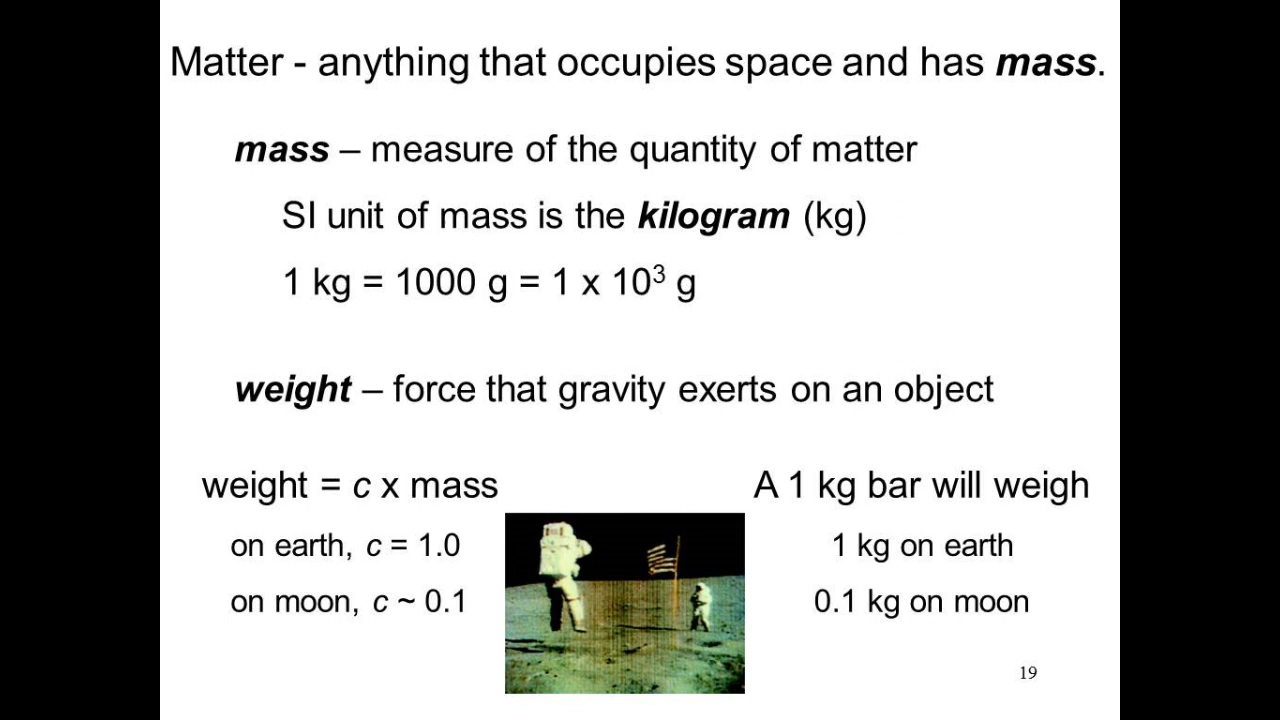 Matter - anything that occupies space and has mass.
mass – measure of the quantity of matter
SI unit of mass is the kilogram (kg)
1 kg = 1000 g = 1 x 10³ g
weight – force that gravity exerts on an object
weight = c x mass
on earth, c = 1.0
on moon, c ~ 0.1
A 1 kg bar will weigh
1 kg on earth
0.1 kg on moon
19